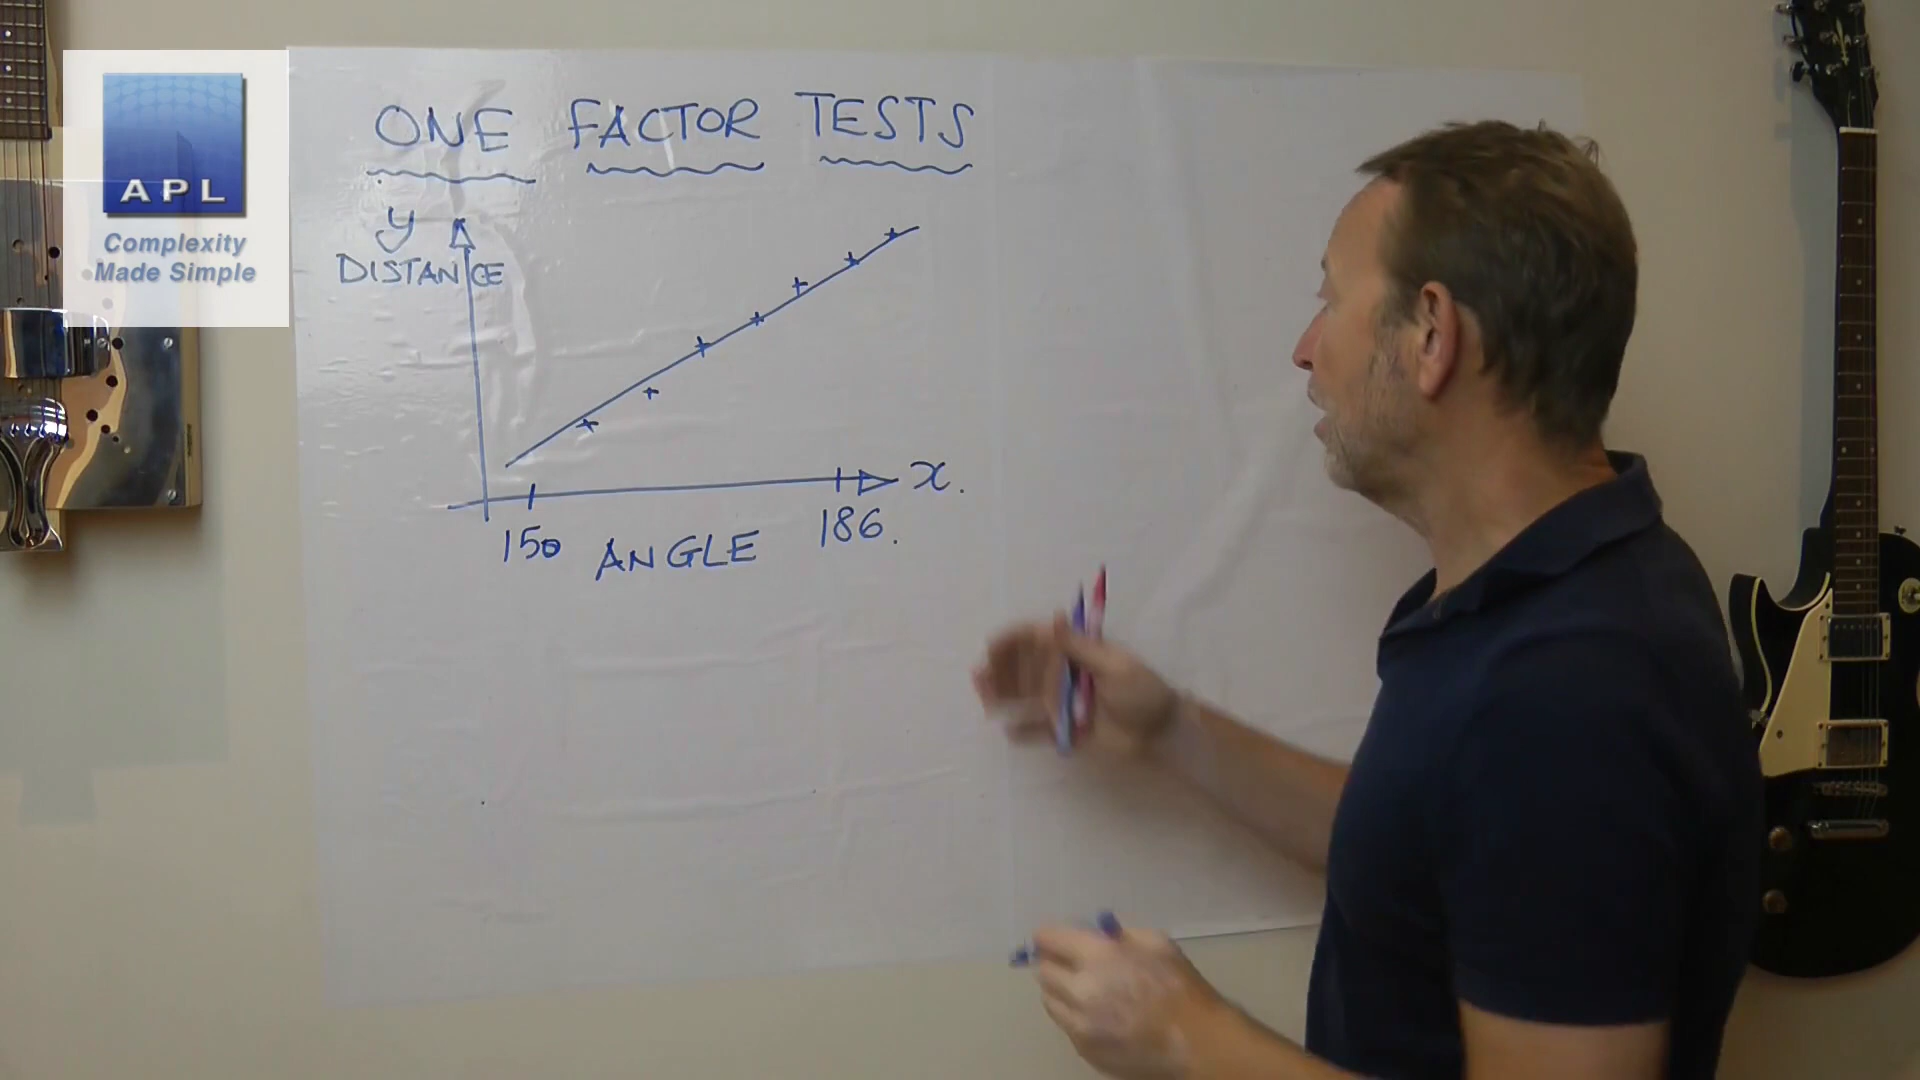 ONE FACTOR TESTS
APL
Complexity
Made Simple
y
DISTANCE
x.
150 ANGLE 186.